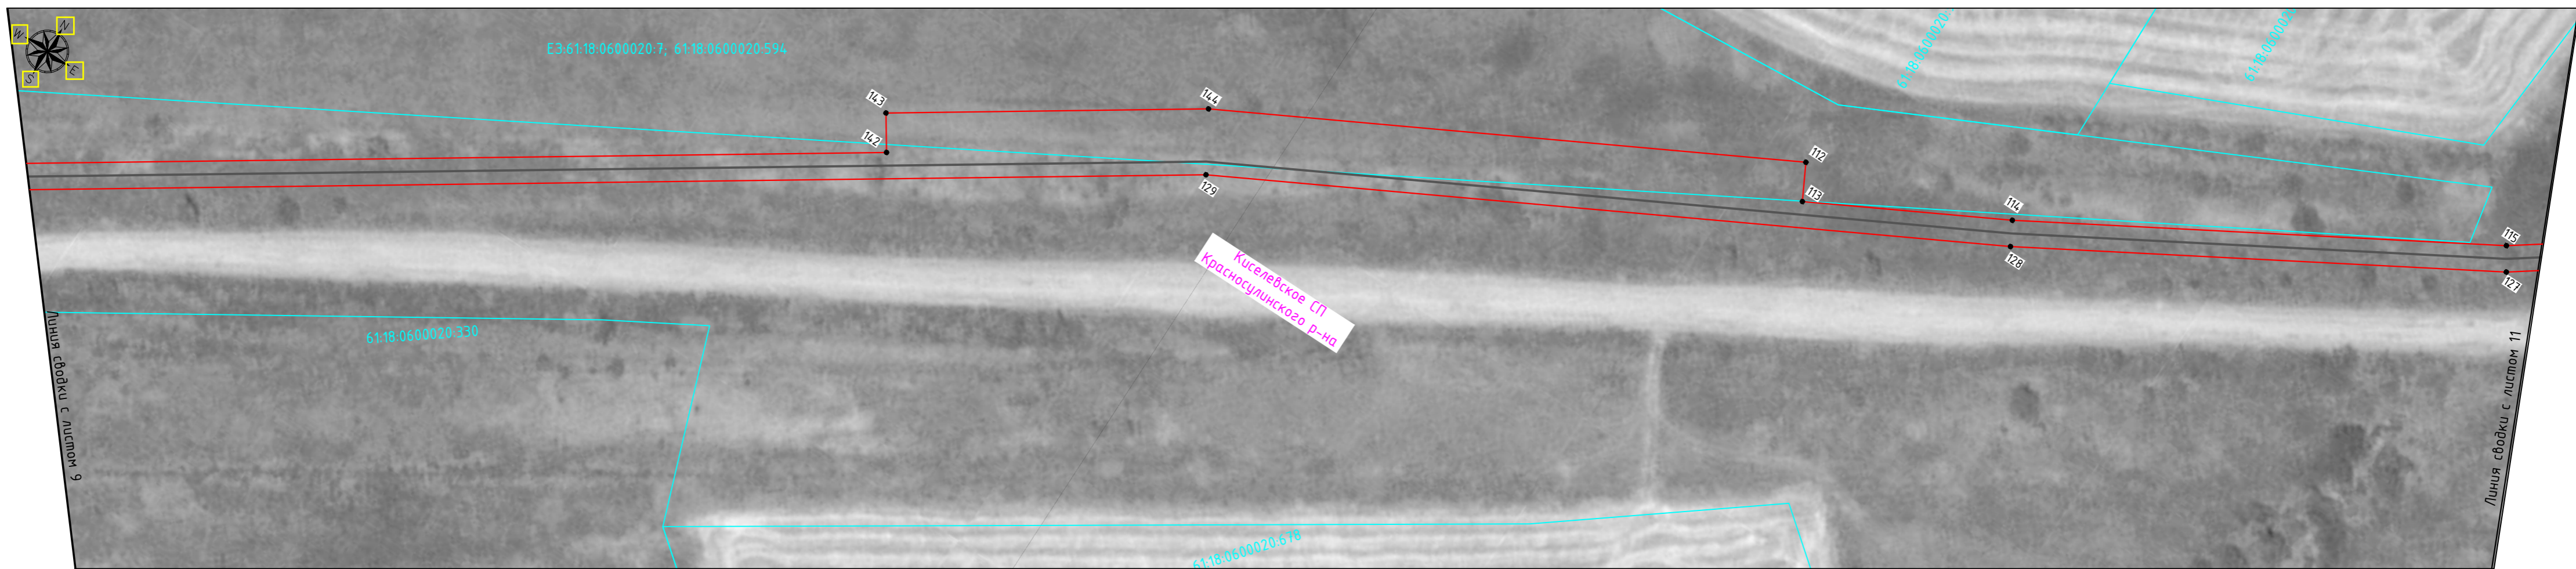 N
W
E
S
ЕЗ:61:18:0600020:7, 61:18:0600020:594
143
144
142
112
113
114
115
129
128
127
Киселевское СП
Красносулинского р-на
61:18:0600020:330
61:18:0600020:678
Линия сводки с листом 9
Линия сводки с листом 11